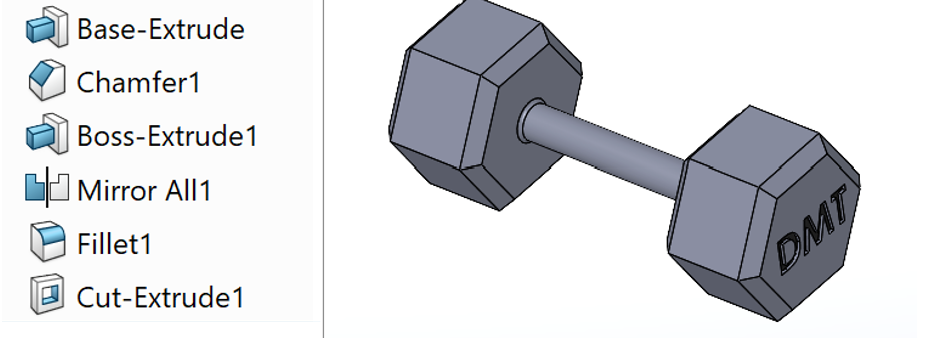 Base-Extrude
Chamfer1
Boss-Extrude1
Mirror All1
Fillet1
Cut-Extrude1
DMT